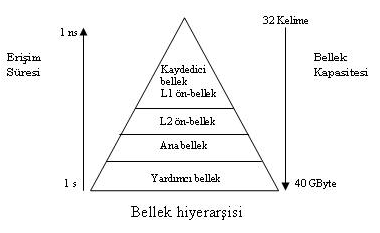 1 ns
32 Kelime
Erişim
Süresi
Bellek
Kapasitesi
Kaydedici
bellek
L1 ön-bellek
L2 ön-bellek
Ana bellek
Yardımcı bellek
1 s
40 GByte
Bellek hiyerarşisi